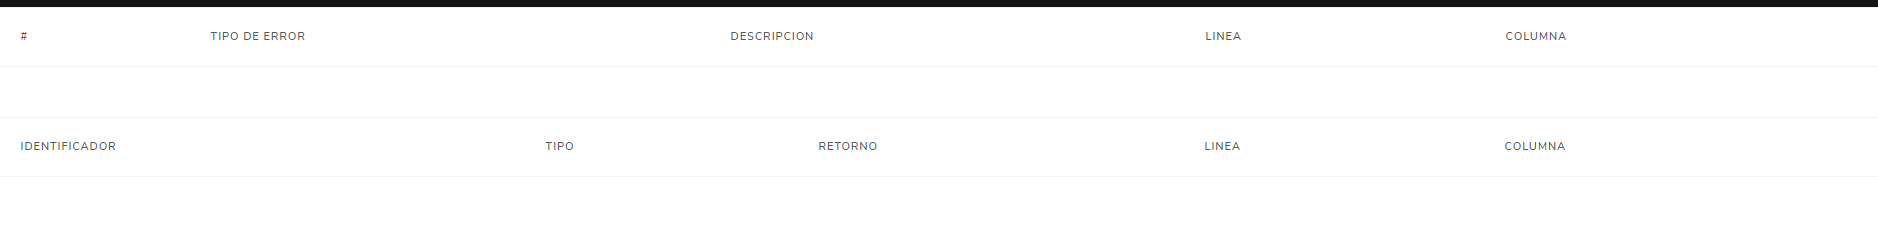 # TIPO DE ERROR DESCRIPCION LINEA COLUMNA
IDENTIFICADOR TIPO RETORNO LINEA COLUMNA